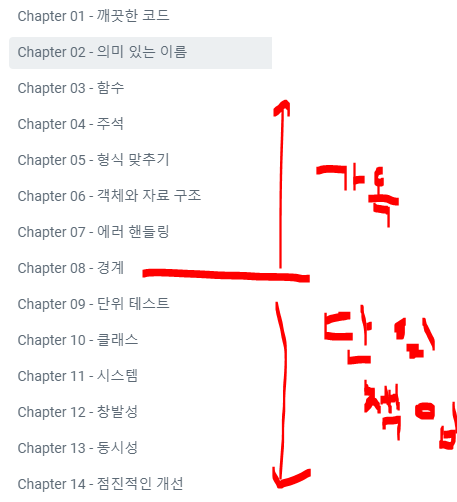 Chapter 01 - 깨끗한 코드
Chapter 02 - 의미 있는 이름
Chapter 03 - 함수
Chapter 04 - 주석
Chapter 05 - 형식 맞추기
Chapter 06 - 객체와 자료 구조
Chapter 07 - 에러 핸들링
Chapter 08 - 경계
Chapter 09 - 단위 테스트
Chapter 10 - 클래스
Chapter 11 - 시스템
Chapter 12 - 창발성
Chapter 13 - 동시성
Chapter 14 - 점진적인 개선
단일
책임